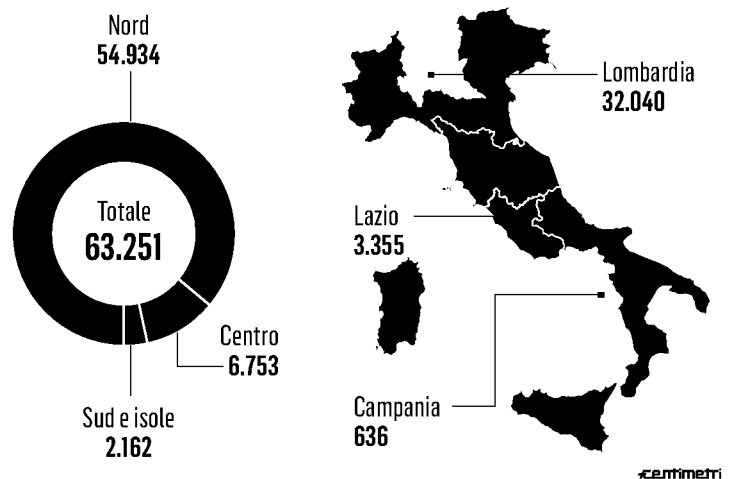 Nord
54.934
Totale
63.251
Centro
6.753
Sud e isole
2.162
Lombardia
32.040
Lazio
3.355
Campania
636
centimetri